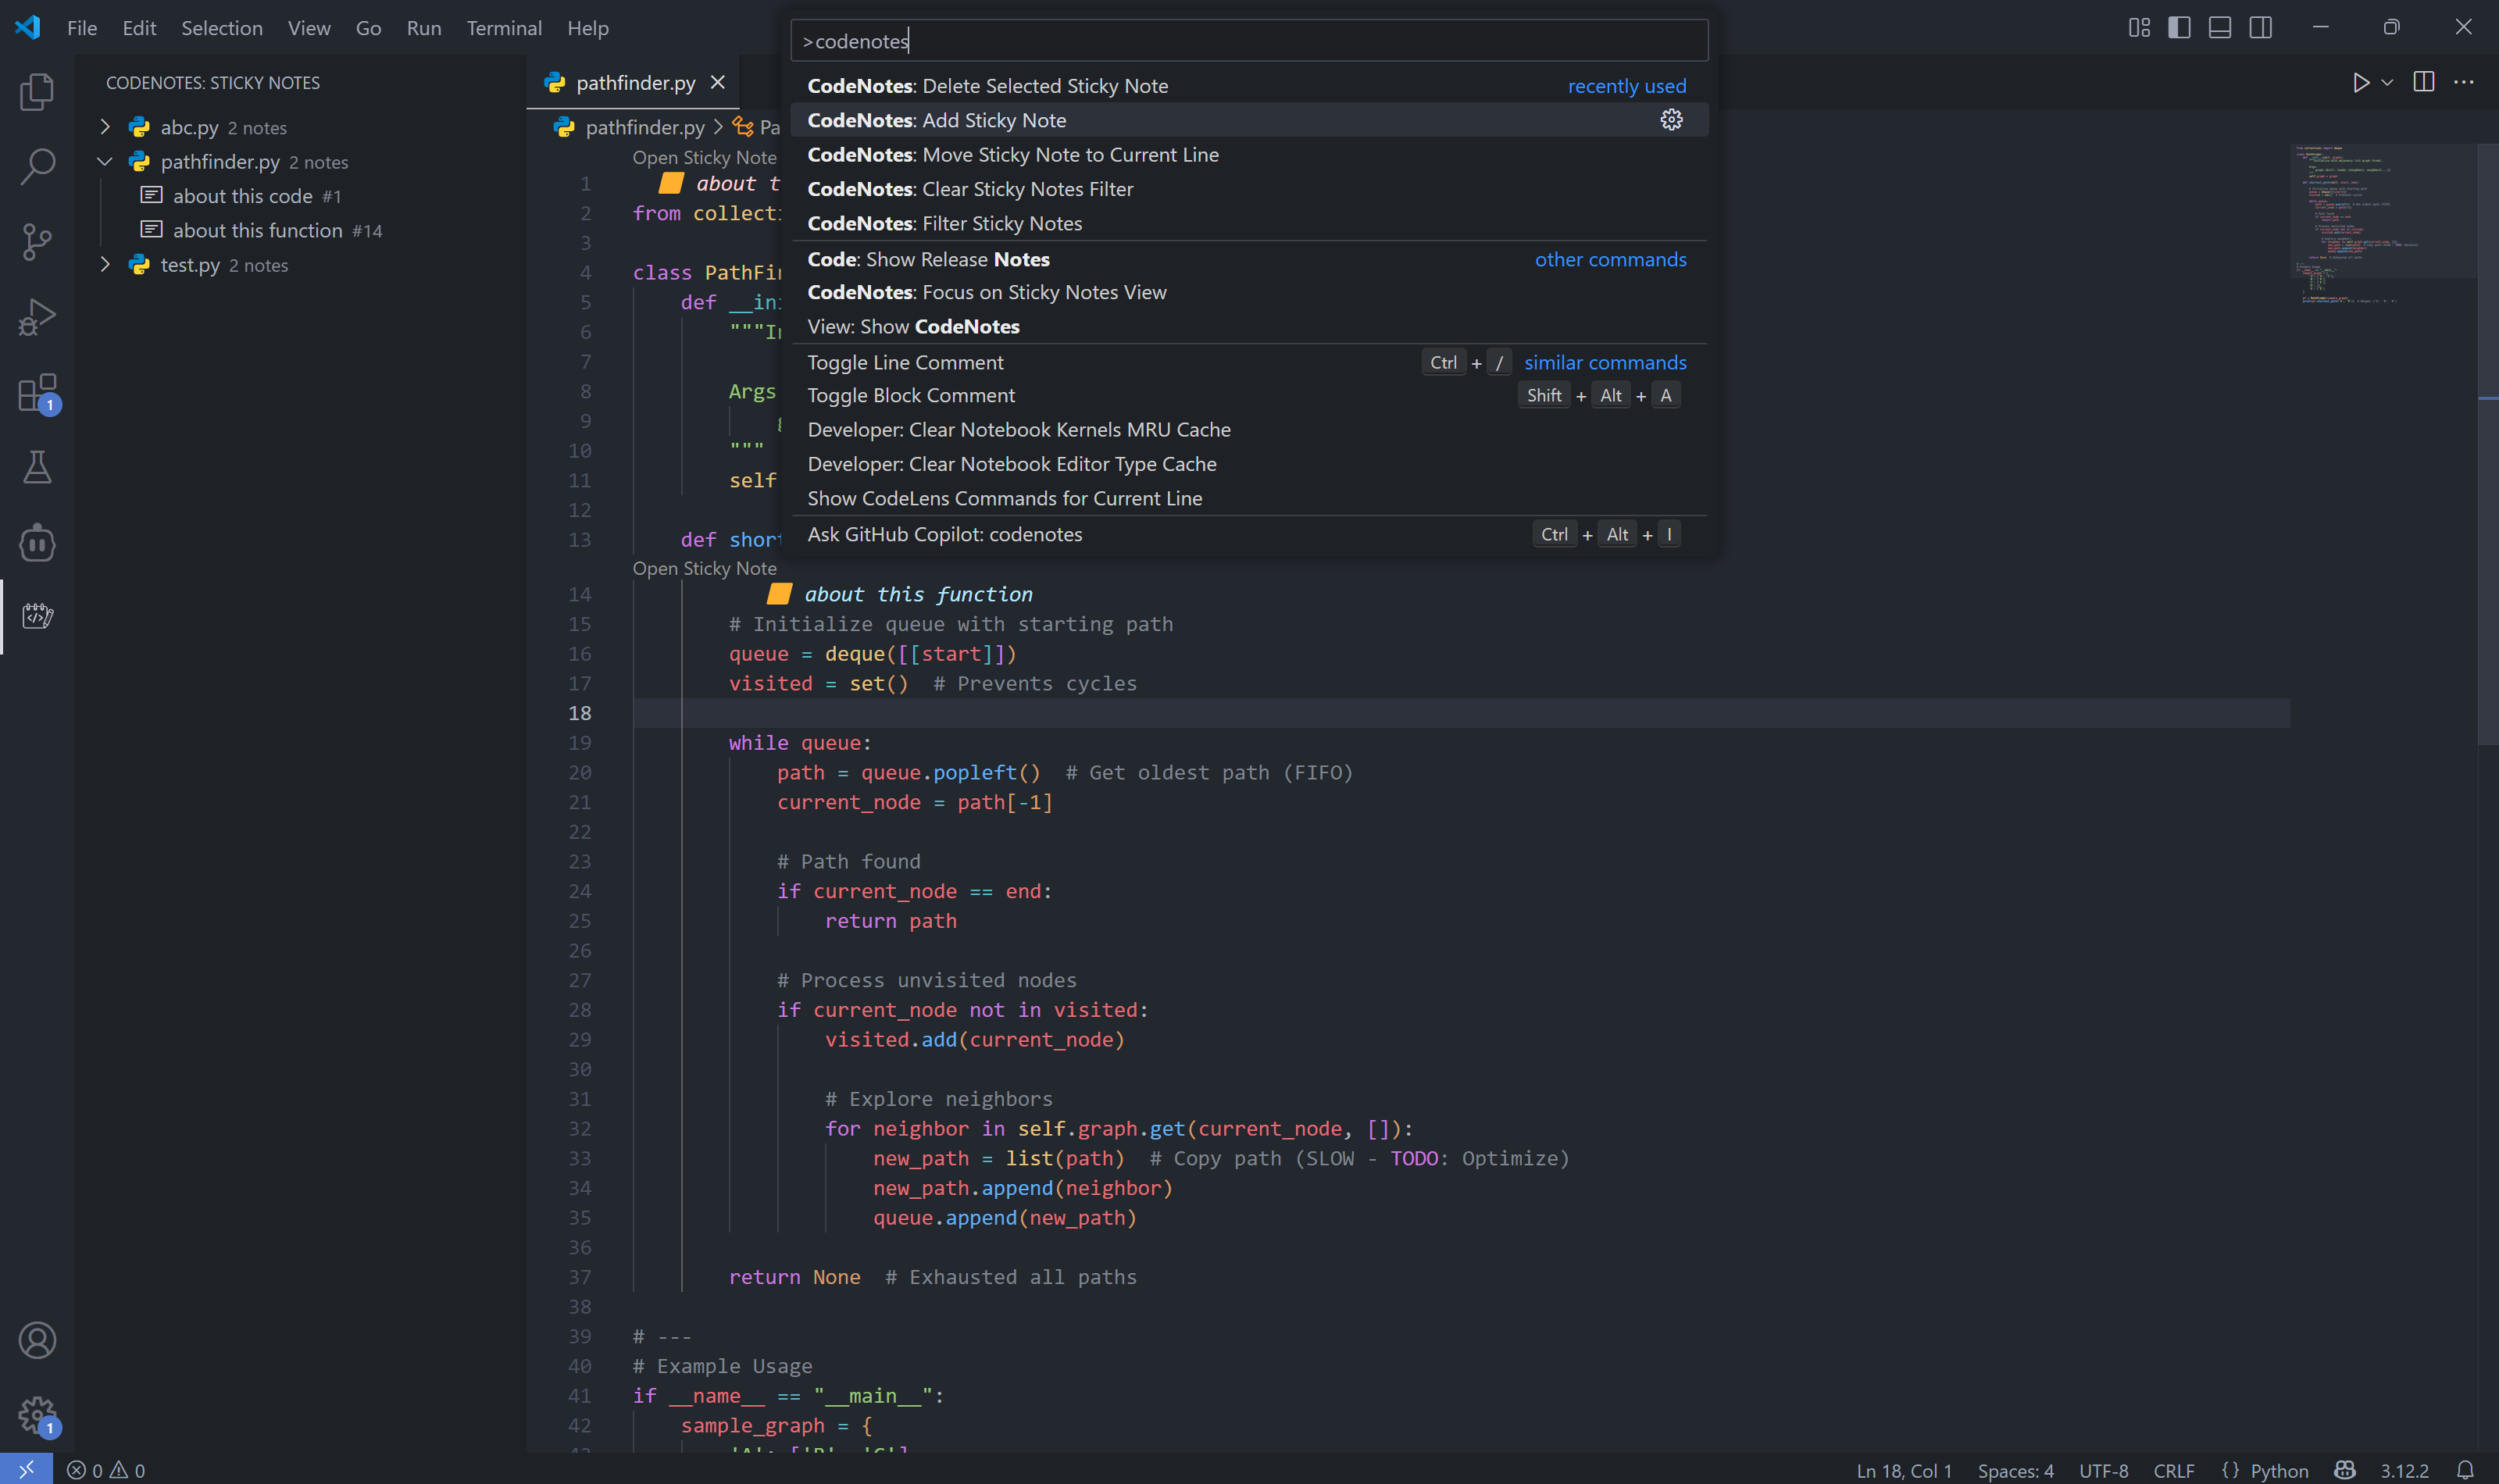 File Edit Selection View Go Run Terminal Help
>codenotes
CodeNotes: Delete Selected Sticky Note recently used
CodeNotes: Add Sticky Note
CodeNotes: Move Sticky Note to Current Line
CodeNotes: Clear Sticky Notes Filter
CodeNotes: Filter Sticky Notes
Code: Show Release Notes other commands
CodeNotes: Focus on Sticky Notes View
View: Show CodeNotes
Toggle Line Comment Ctrl + / similar commands
Toggle Block Comment Shift + Alt + A
Developer: Clear Notebook Kernels MRU Cache
Developer: Clear Notebook Editor Type Cache
Show CodeLens Commands for Current Line
Ask GitHub Copilot: codenotes Ctrl + Alt + I
CODENOTES: STICKY NOTES
abc.py 2 notes
pathfinder.py 2 notes
about this code #1
about this function #14
test.py 2 notes
1
1
pathfinder.py
pathfinder.py > Pa
Open Sticky Note
1 about t
2 from collecti
3
4 class PathFin
5 def __ini
6 """In
7
8 Args
9 g
10 """
11 self
12
13 def short
Open Sticky Note
14 about this function
15 # Initialize queue with starting path
16 queue = deque([[start]])
17 visited = set()  # Prevents cycles
18
19 while queue:
20 path = queue.popleft()  # Get oldest path (FIFO)
21 current_node = path[-1]
22
23 # Path found
24 if current_node == end:
25 return path
26
27 # Process unvisited nodes
28 if current_node not in visited:
29 visited.add(current_node)
30
31 # Explore neighbors
32 for neighbor in self.graph.get(current_node, []):
33 new_path = list(path)  # Copy path (SLOW - TODO: Optimize)
34 new_path.append(neighbor)
35 queue.append(new_path)
36
37 return None  # Exhausted all paths
38
39 # ---
40 # Example Usage
41 if __name__ == "__main__":
42 sample_graph = {
0 0
Ln 18, Col 1 Spaces: 4 UTF-8 CRLF {} Python 3.12.2